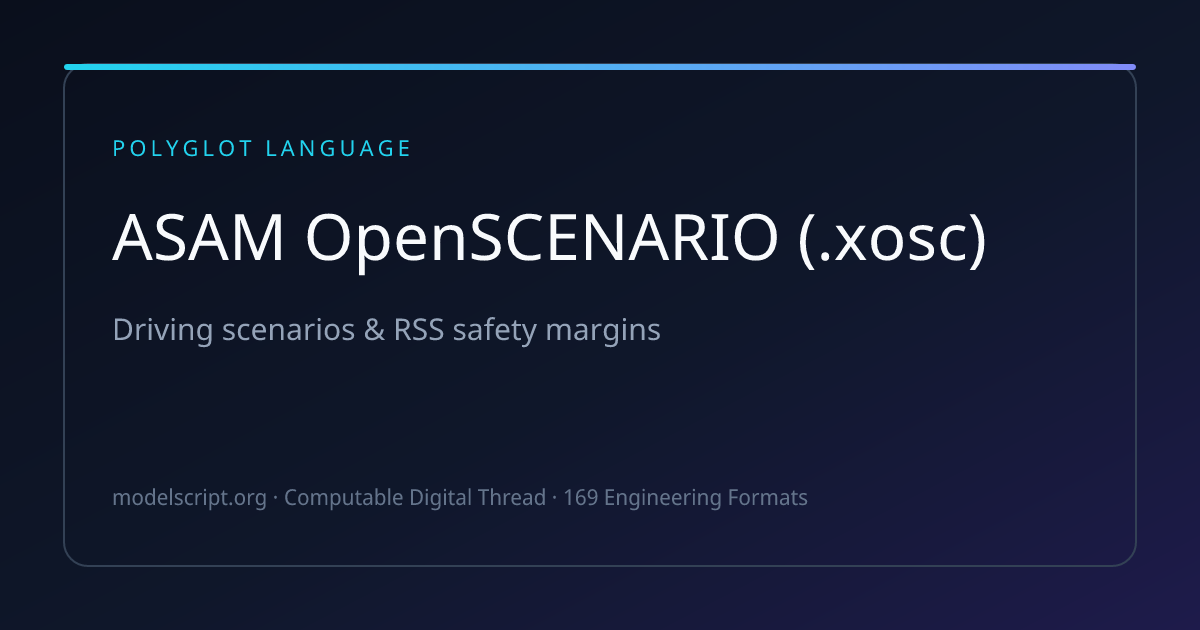 POLYGLOT LANGUAGE
ASAM OpenSCENARIO (.xosc)
Driving scenarios & RSS safety margins
modelscript.org · Computable Digital Thread · 169 Engineering Formats